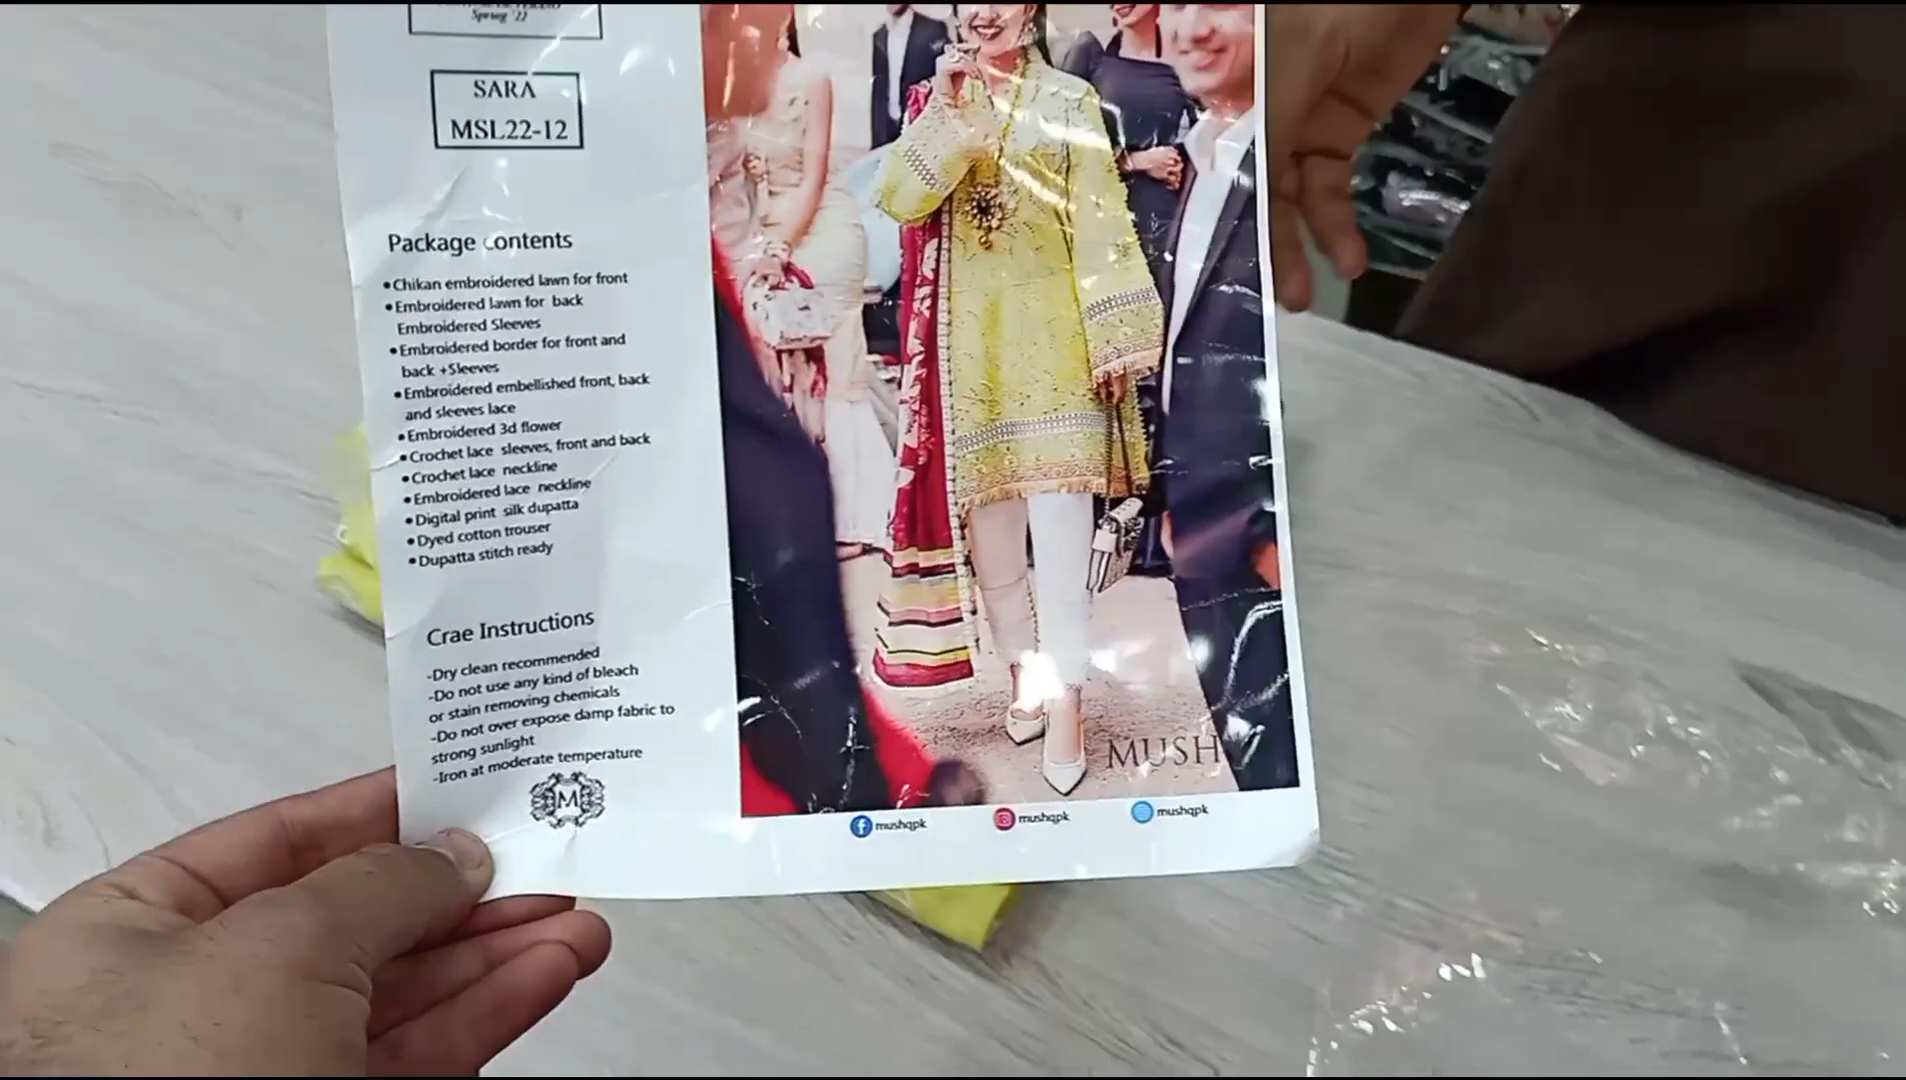 Spring '22
SARA
MSL22-12
Package contents
•Chikan embroidered lawn for front
•Embroidered lawn for back
Embroidered Sleeves
•Embroidered border for front and
back +Sleeves
•Embroidered embellished front, back
and sleeves lace
•Embroidered 3d flower
•Crochet lace sleeves, front and back
•Crochet lace neckline
•Embroidered lace neckline
•Digital print silk dupatta
•Dyed cotton trouser
•Dupatta stitch ready
Crae Instructions
-Dry clean recommended
-Do not use any kind of bleach
or stain removing chemicals
-Do not over expose damp fabric to
strong sunlight
-Iron at moderate temperature
M
MUSH
mushqpk
mushqpk
mushqpk